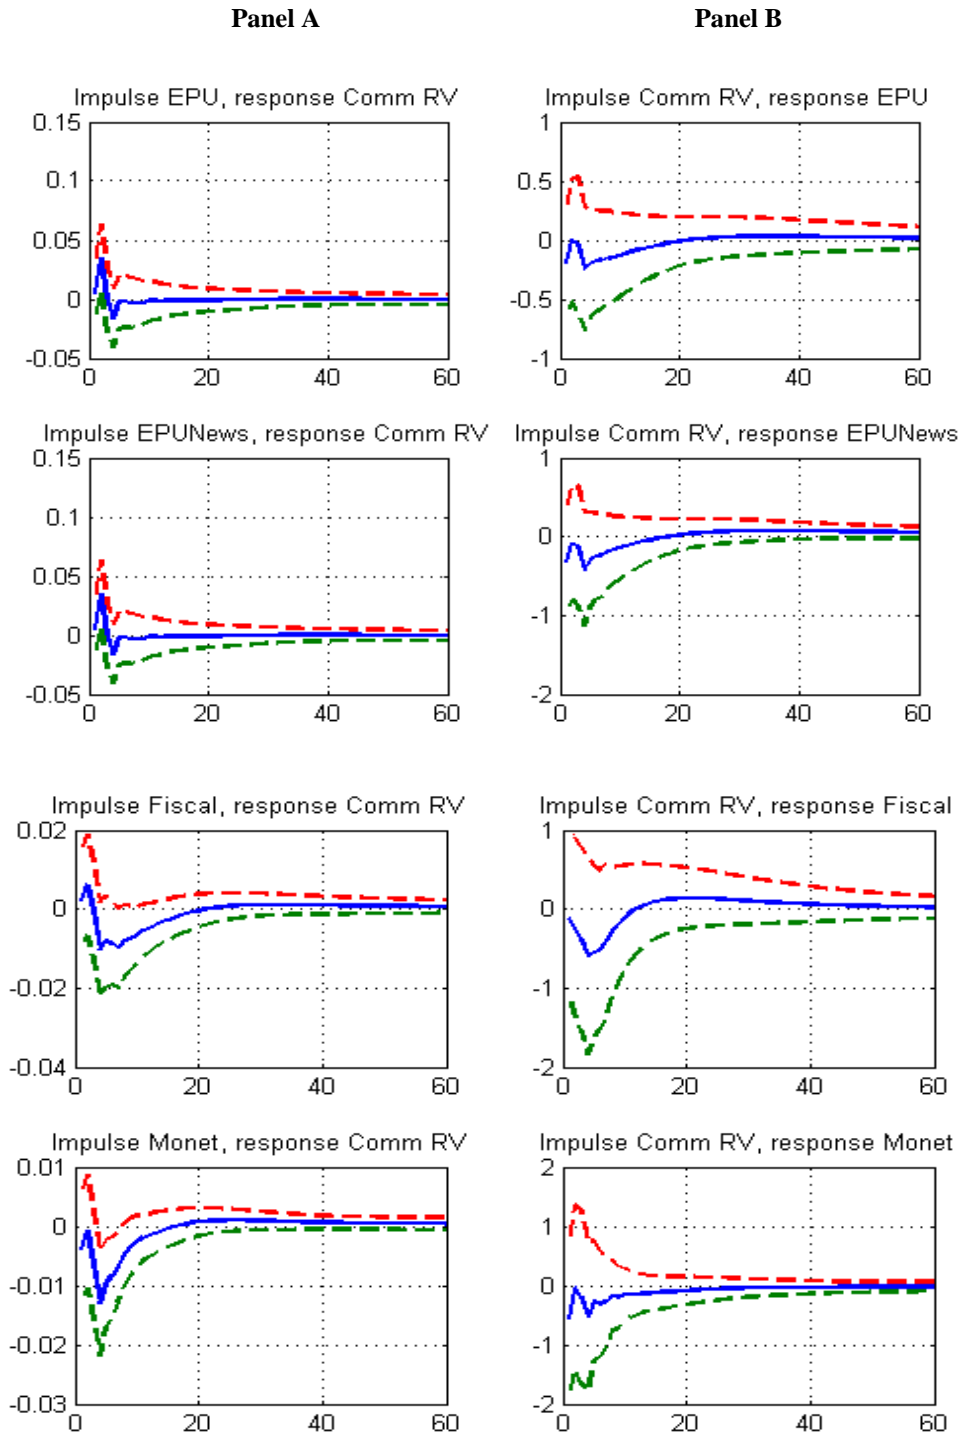 Panel A
Panel B
Impulse EPU, response Comm RV
0.15
0.1
0.05
0
-0.05
0 20 40 60
Impulse Comm RV, response EPU
1
0.5
0
-0.5
-1
0 20 40 60
Impulse EPUNews, response Comm RV
0.15
0.1
0.05
0
-0.05
0 20 40 60
Impulse Comm RV, response EPUNews
1
0
-1
-2
0 20 40 60
Impulse Fiscal, response Comm RV
0.02
0
-0.02
-0.04
0 20 40 60
Impulse Comm RV, response Fiscal
1
0
-1
-2
0 20 40 60
Impulse Monet, response Comm RV
0.01
0
-0.01
-0.02
-0.03
0 20 40 60
Impulse Comm RV, response Monet
2
1
0
-1
-2
0 20 40 60